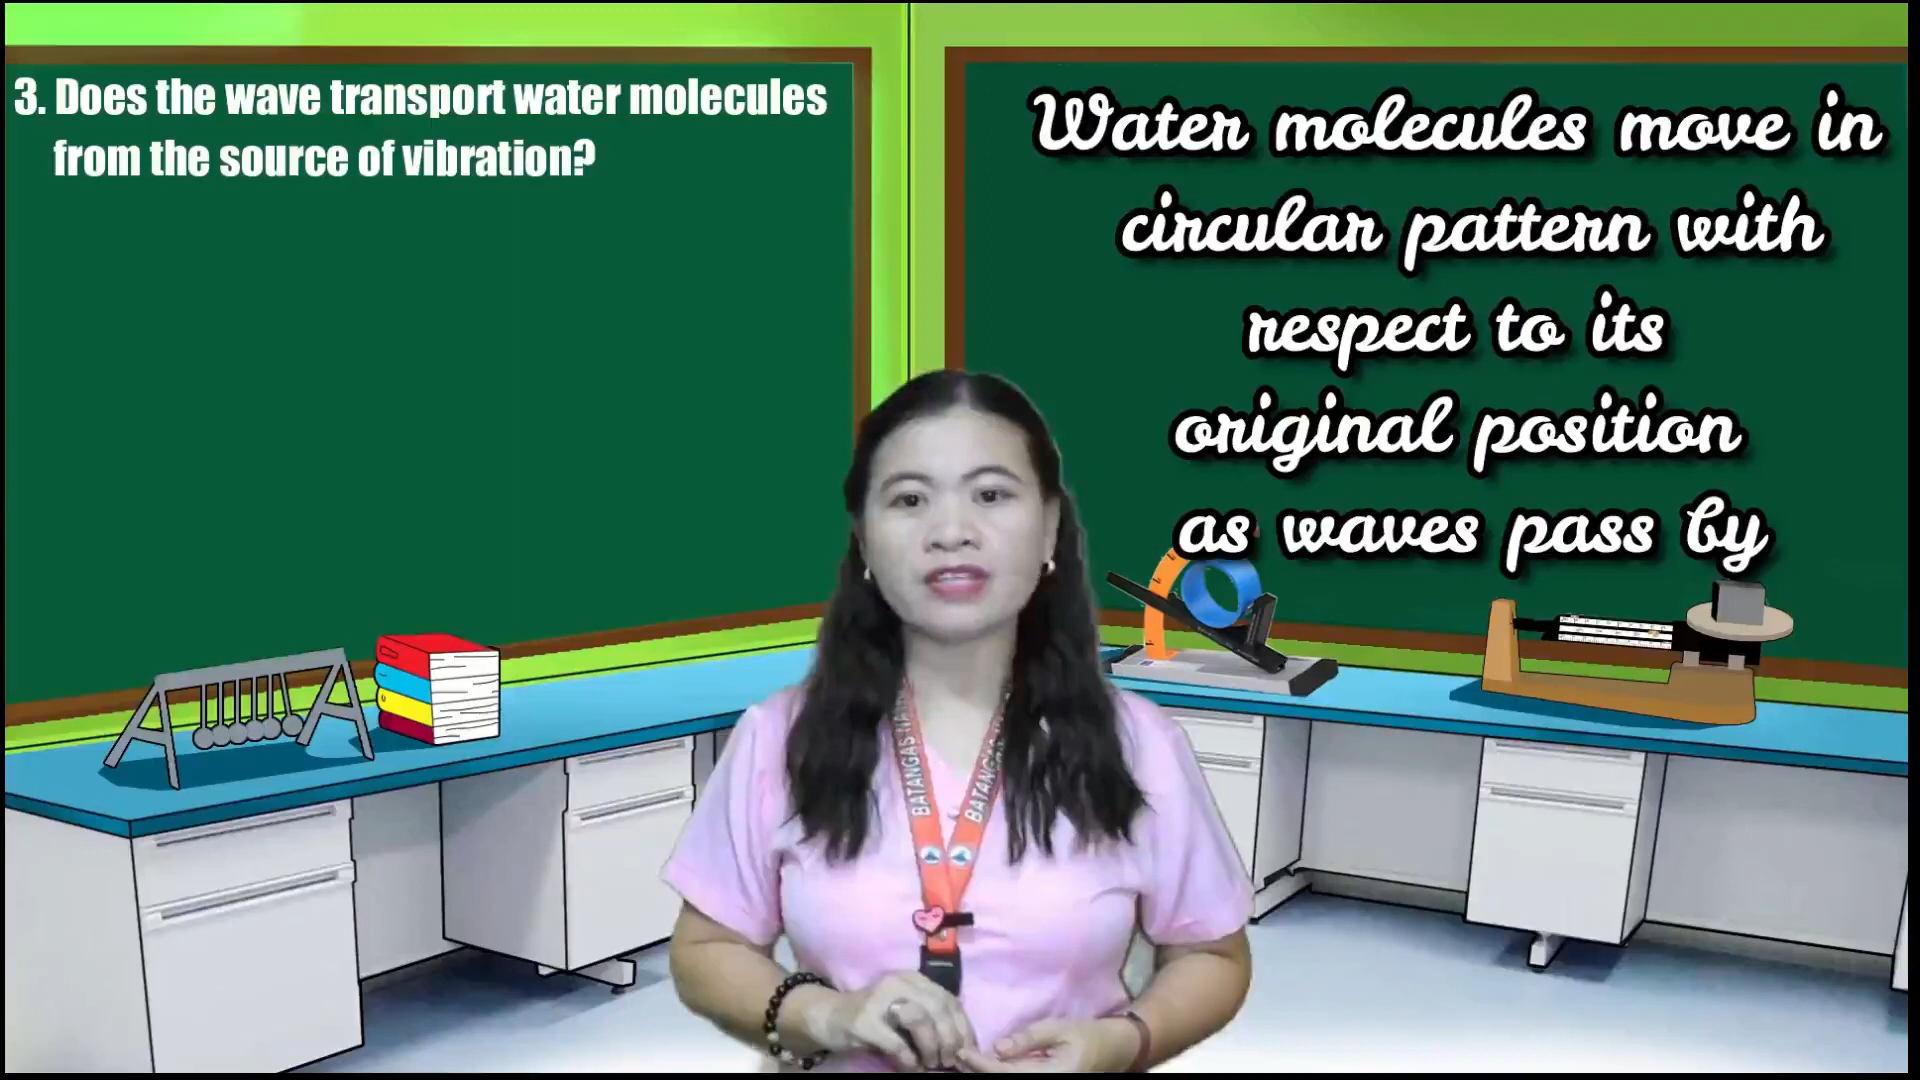 3. Does the wave transport water molecules
from the source of vibration?
Water molecules move in
circular pattern with
respect to its
original position
as waves pass by
BATANGAS